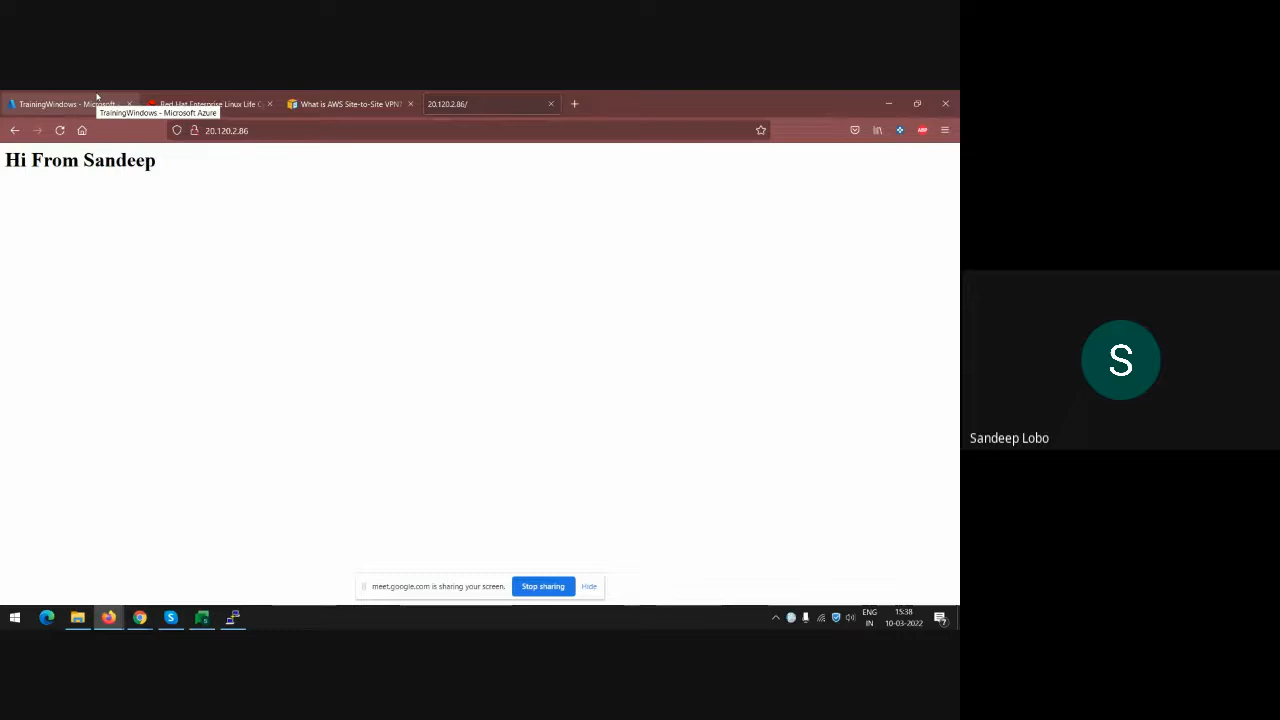 TrainingWindows - Microsoft
Red Hat Enterprise Linux Life C
What is AWS Site-to-Site VPN?
20.120.2.86/
TrainingWindows - Microsoft Azure
20.120.2.86
ABP
Hi From Sandeep
S
Sandeep Lobo
meet.google.com is sharing your screen.
Stop sharing
Hide
ENG
IN
15:38
10-03-2022
7